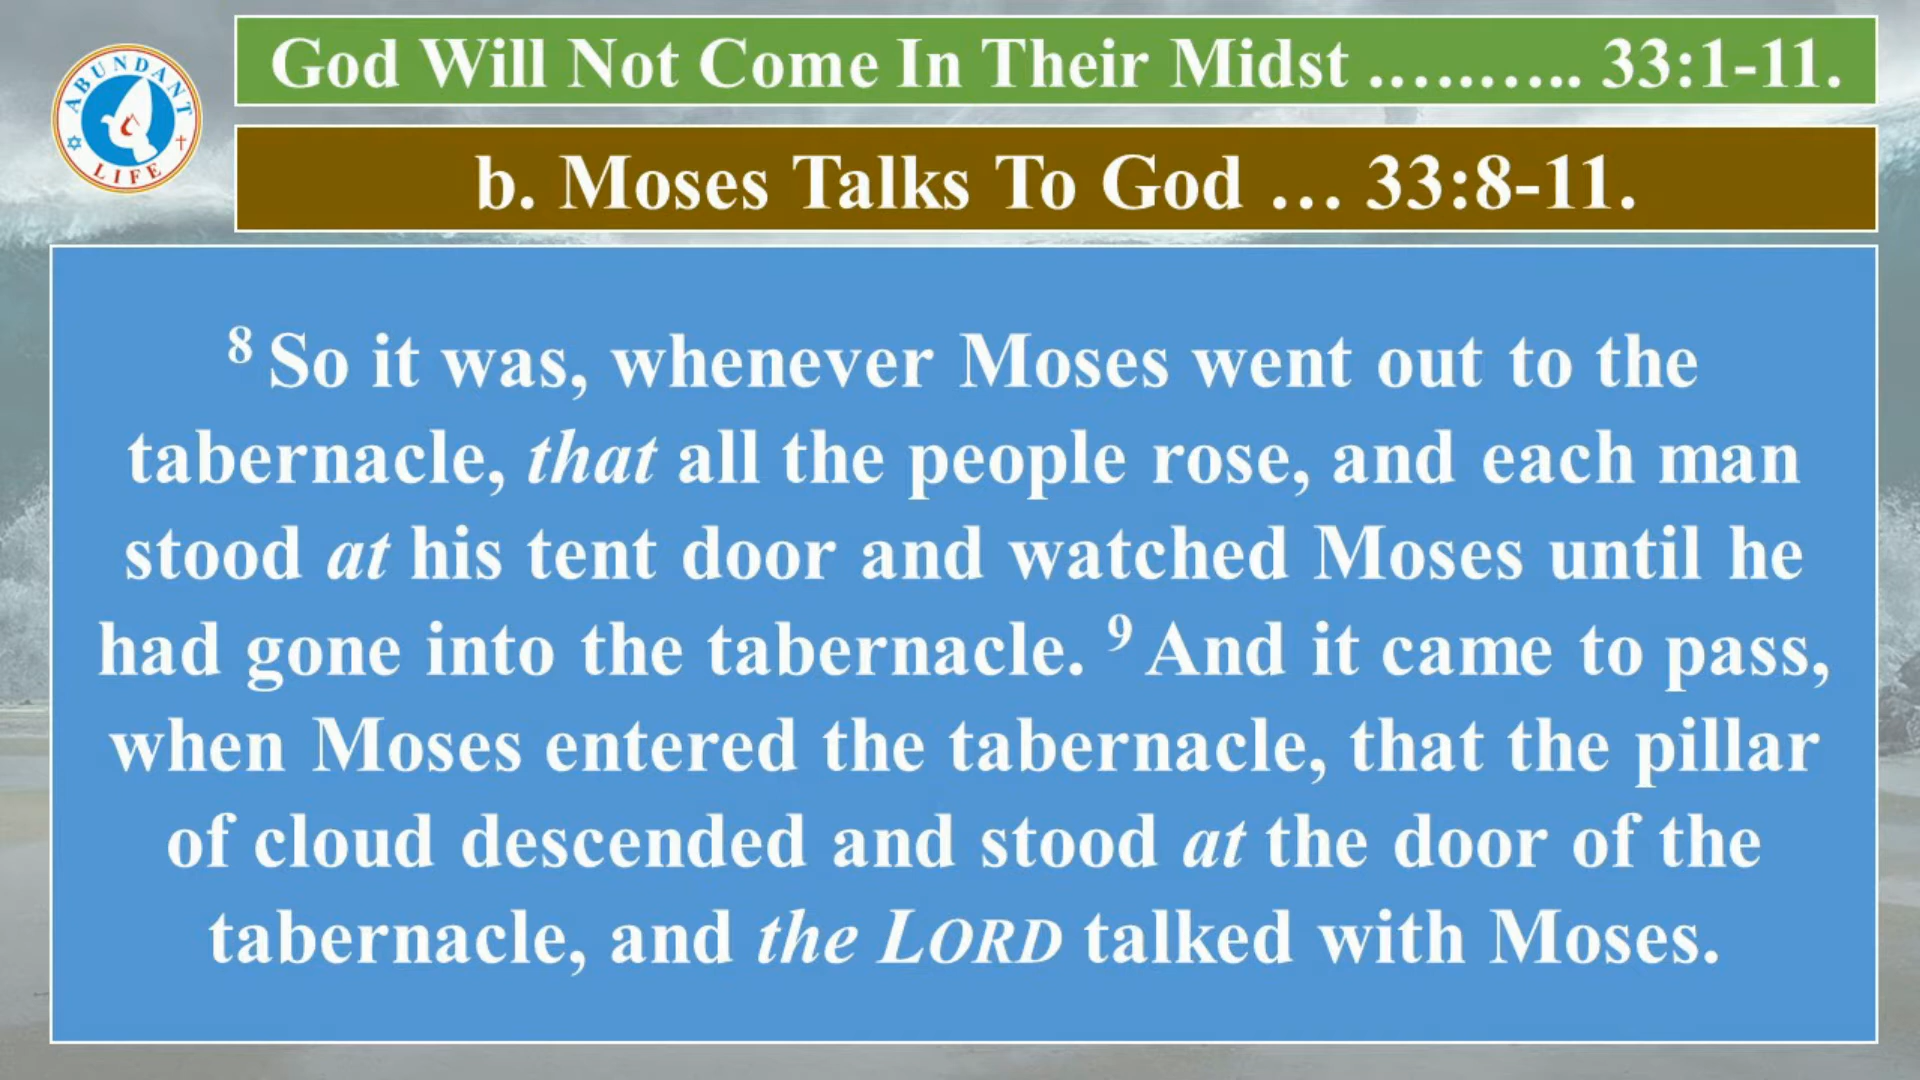 God Will Not Come In Their Midst ……….. 33:1-11.
ABUNDANT
LIFE
b. Moses Talks To God … 33:8-11.
8 So it was, whenever Moses went out to the
tabernacle, that all the people rose, and each man
stood at his tent door and watched Moses until he
had gone into the tabernacle. 9 And it came to pass,
when Moses entered the tabernacle, that the pillar
of cloud descended and stood at the door of the
tabernacle, and the LORD talked with Moses.